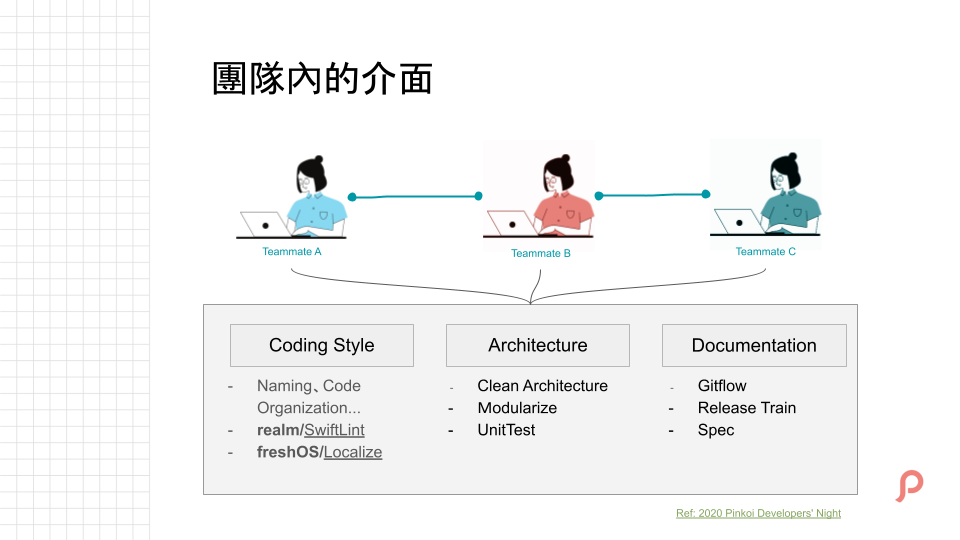 團隊內的介面
Teammate A
Teammate B
Teammate C
Coding Style
Architecture
Documentation
- Naming、Code
Organization...
- realm/SwiftLint
- freshOS/Localize
- Clean Architecture
- Modularize
- UnitTest
- Gitflow
- Release Train
- Spec
Ref: 2020 Pinkoi Developers' Night